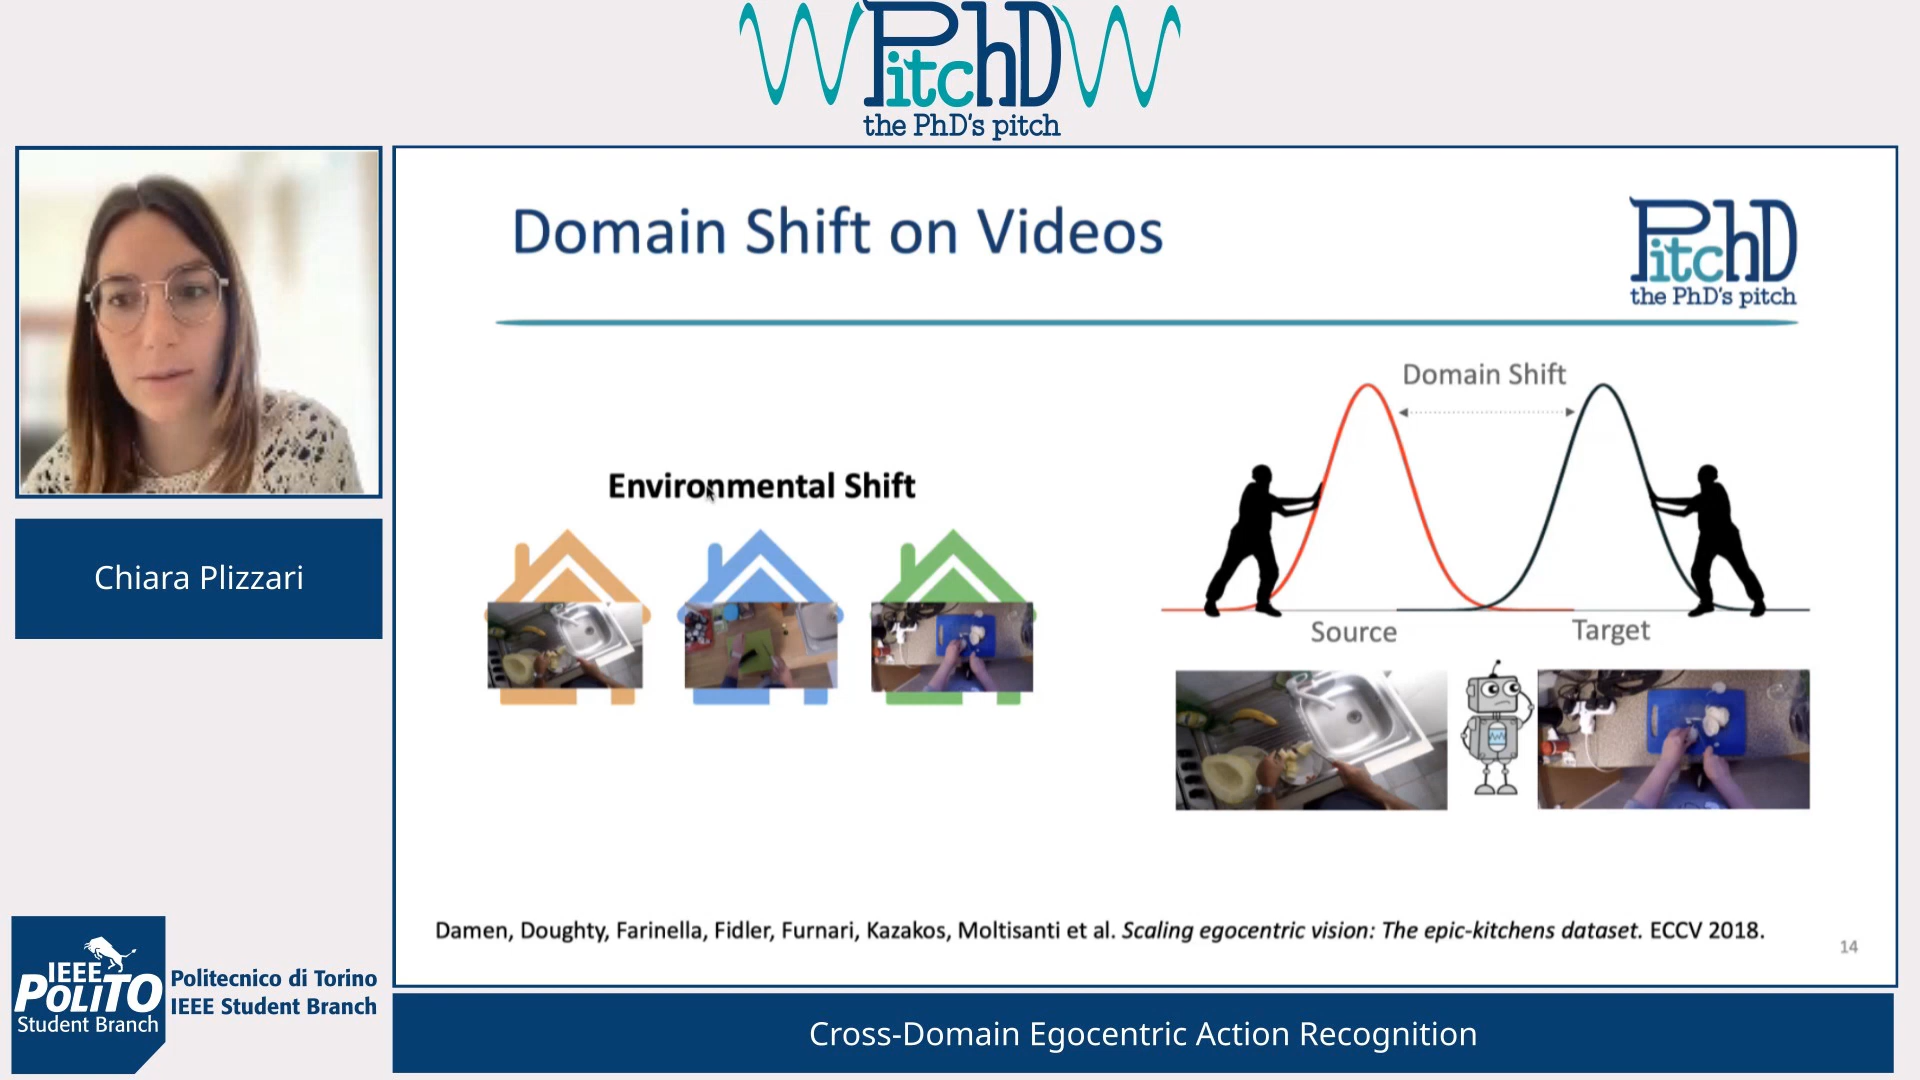 PitchD
the PhD's pitch
Domain Shift on Videos
PitchD
the PhD's pitch
Domain Shift
Environmental Shift
Source
Target
Chiara Plizzari
Damen, Doughty, Farinella, Fidler, Furnari, Kazakos, Moltisanti et al. Scaling egocentric vision: The epic-kitchens dataset. ECCV 2018.
14
IEEE
POLITO
Student Branch
Politecnico di Torino
IEEE Student Branch
Cross-Domain Egocentric Action Recognition